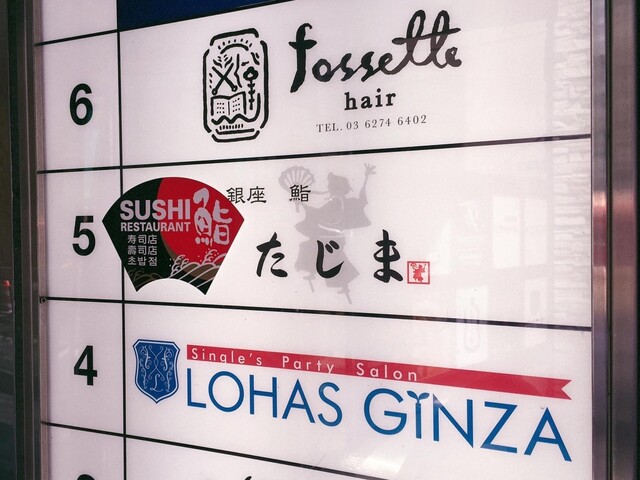 6
fossette
hair
TEL. 03 6274 6402
5
SUSHI
RESTAURANT
鮨
寿司店
壽司店
초밥점
銀座 鮨
たじま
4
Single's Party Salon
LOHAS GINZA